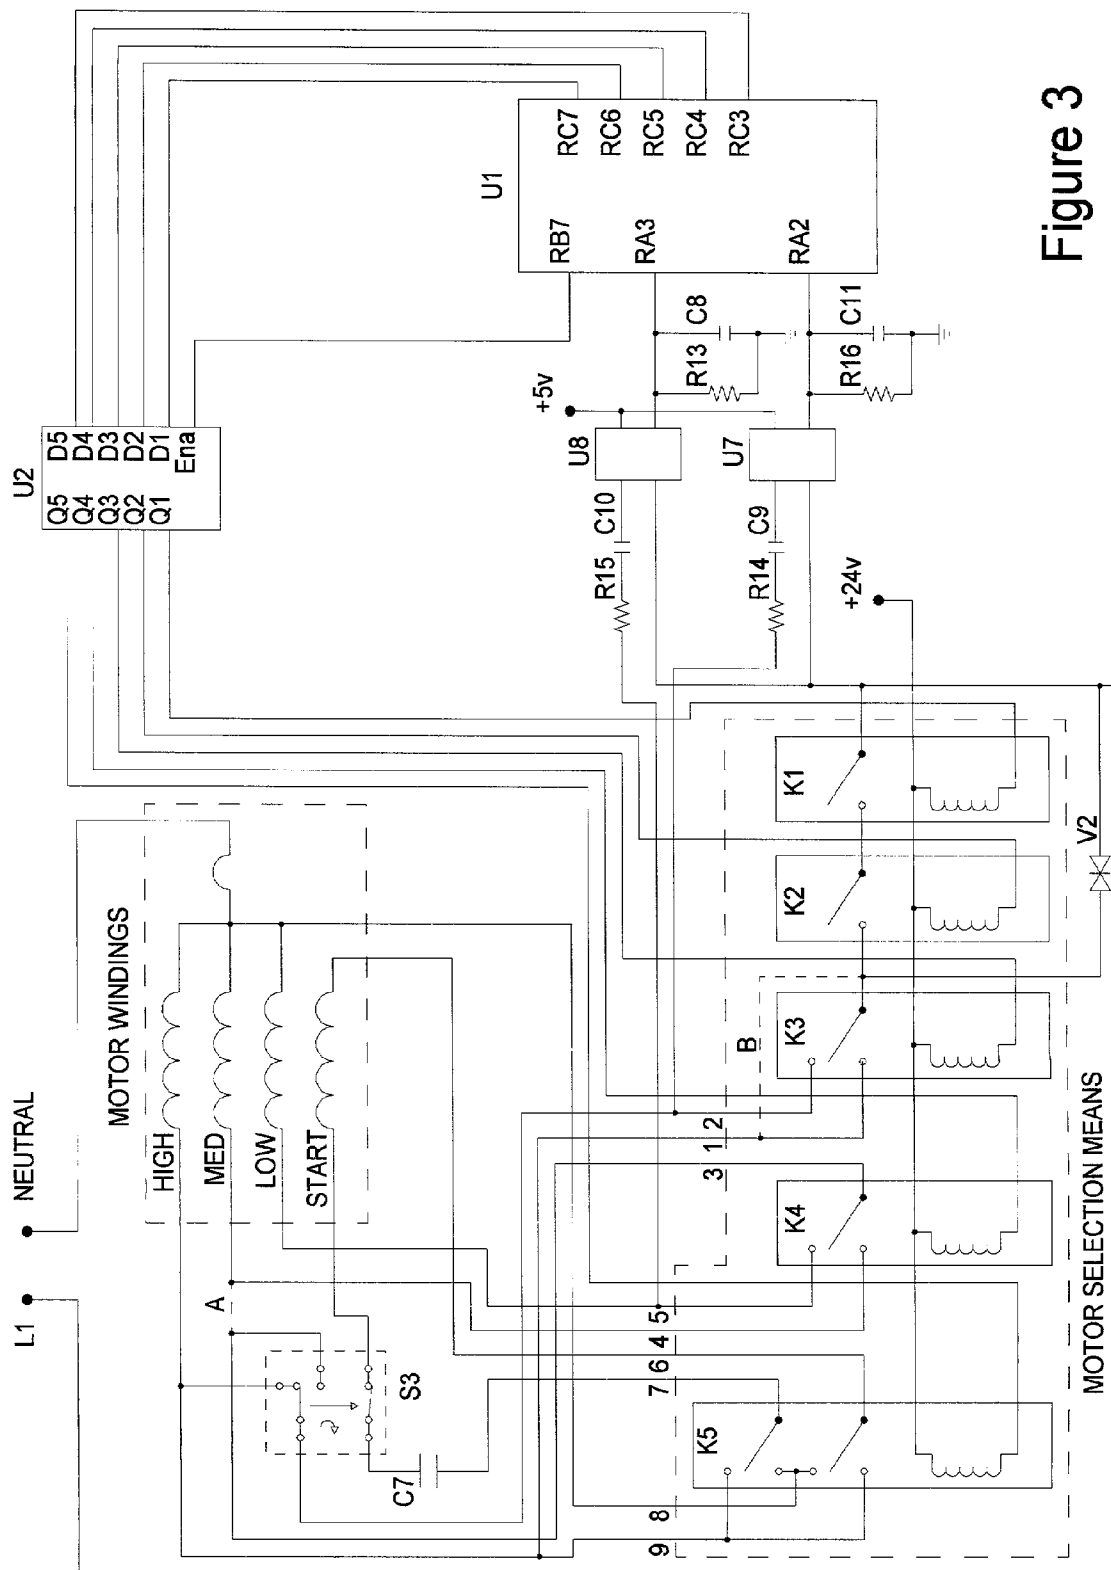 Figure 3
L1
NEUTRAL
MOTOR WINDINGS
HIGH
MED
LOW
START
A
S3
C7
U2
Q5 D5
Q4 D4
Q3 D3
Q2 D2
Q1 D1
Ena
U1
RB7
RA3
RA2
RC7
RC6
RC5
RC4
RC3
+5v
U8
U7
R15
C10
R14
C9
R13
C8
R16
C11
+24v
9
8
7
6
4
5
3
1
2
B
K5
K4
K3
K2
K1
V2
MOTOR SELECTION MEANS